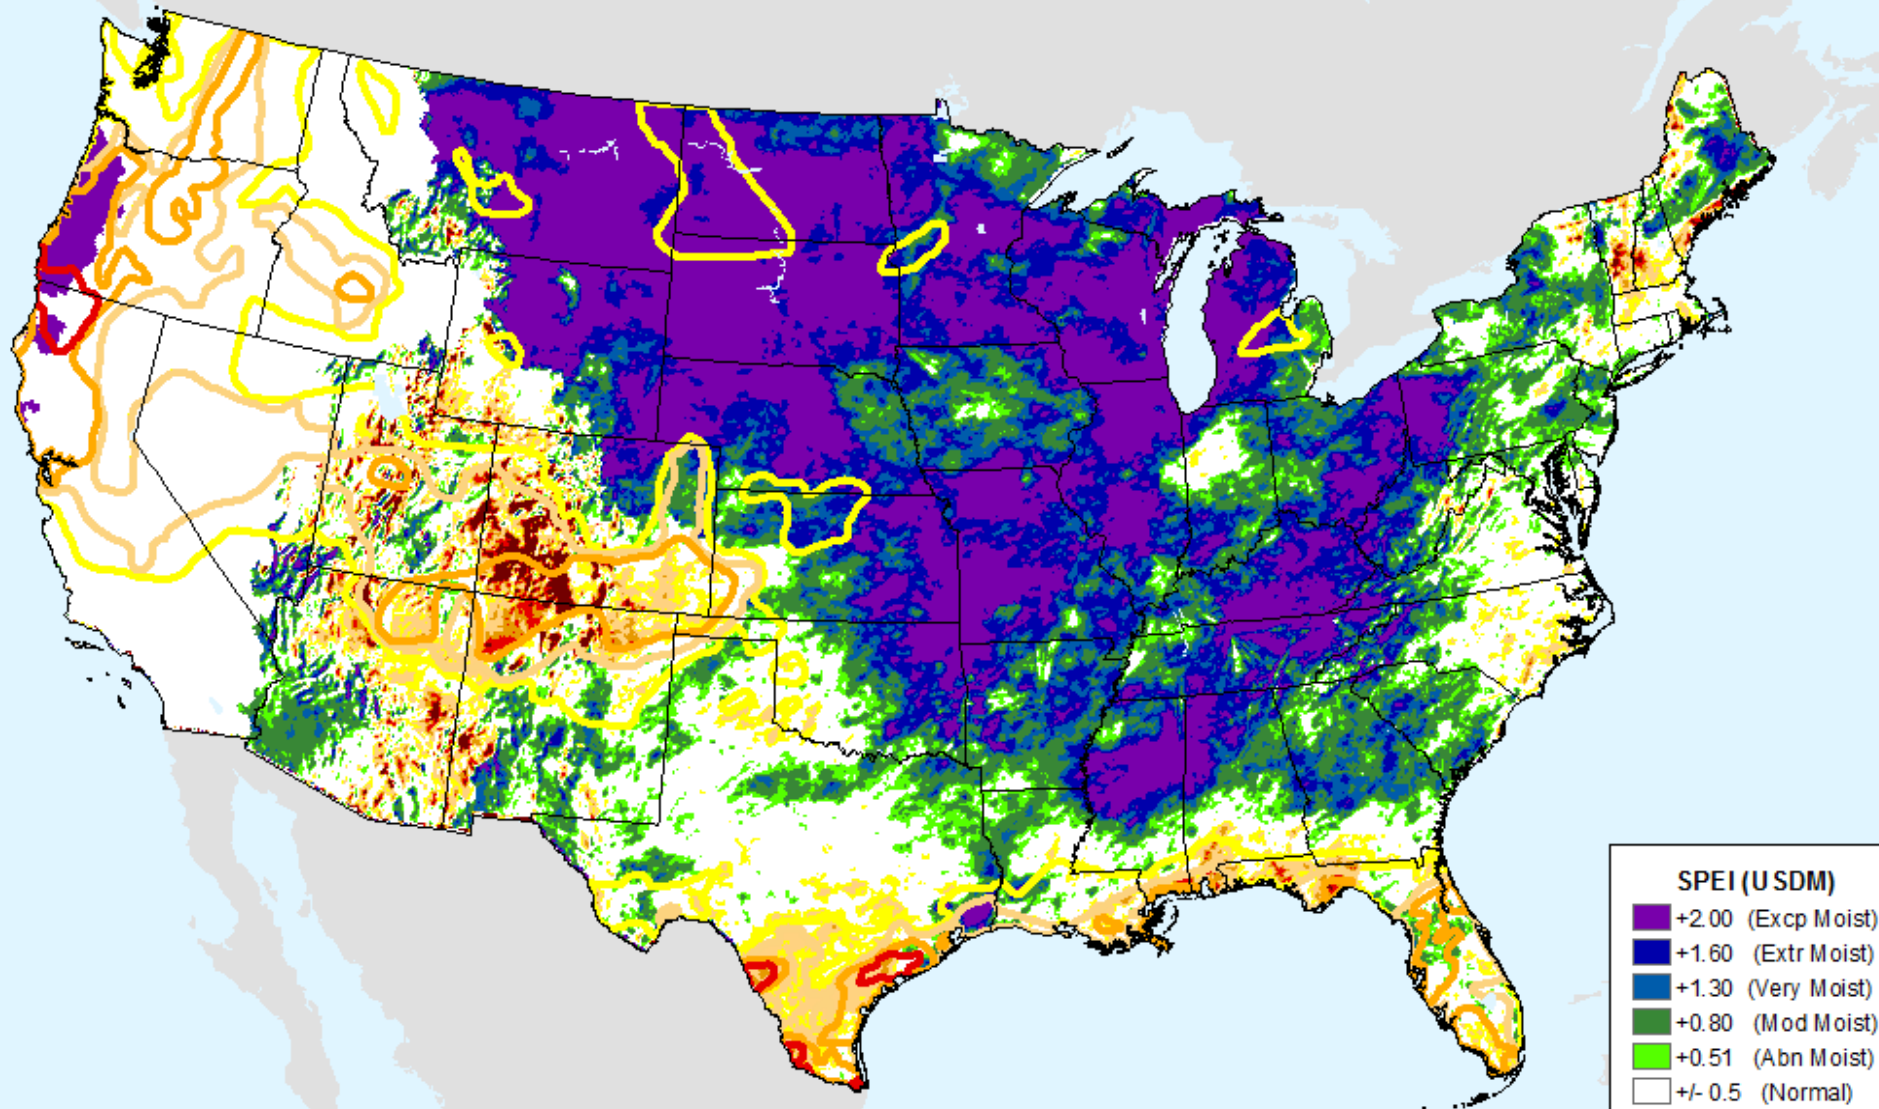 SPEI (USDM)
+2.00 (Excp Moist)
+1.60 (Extr Moist)
+1.30 (Very Moist)
+0.80 (Mod Moist)
+0.51 (Abn Moist)
+/- 0.5 (Normal)